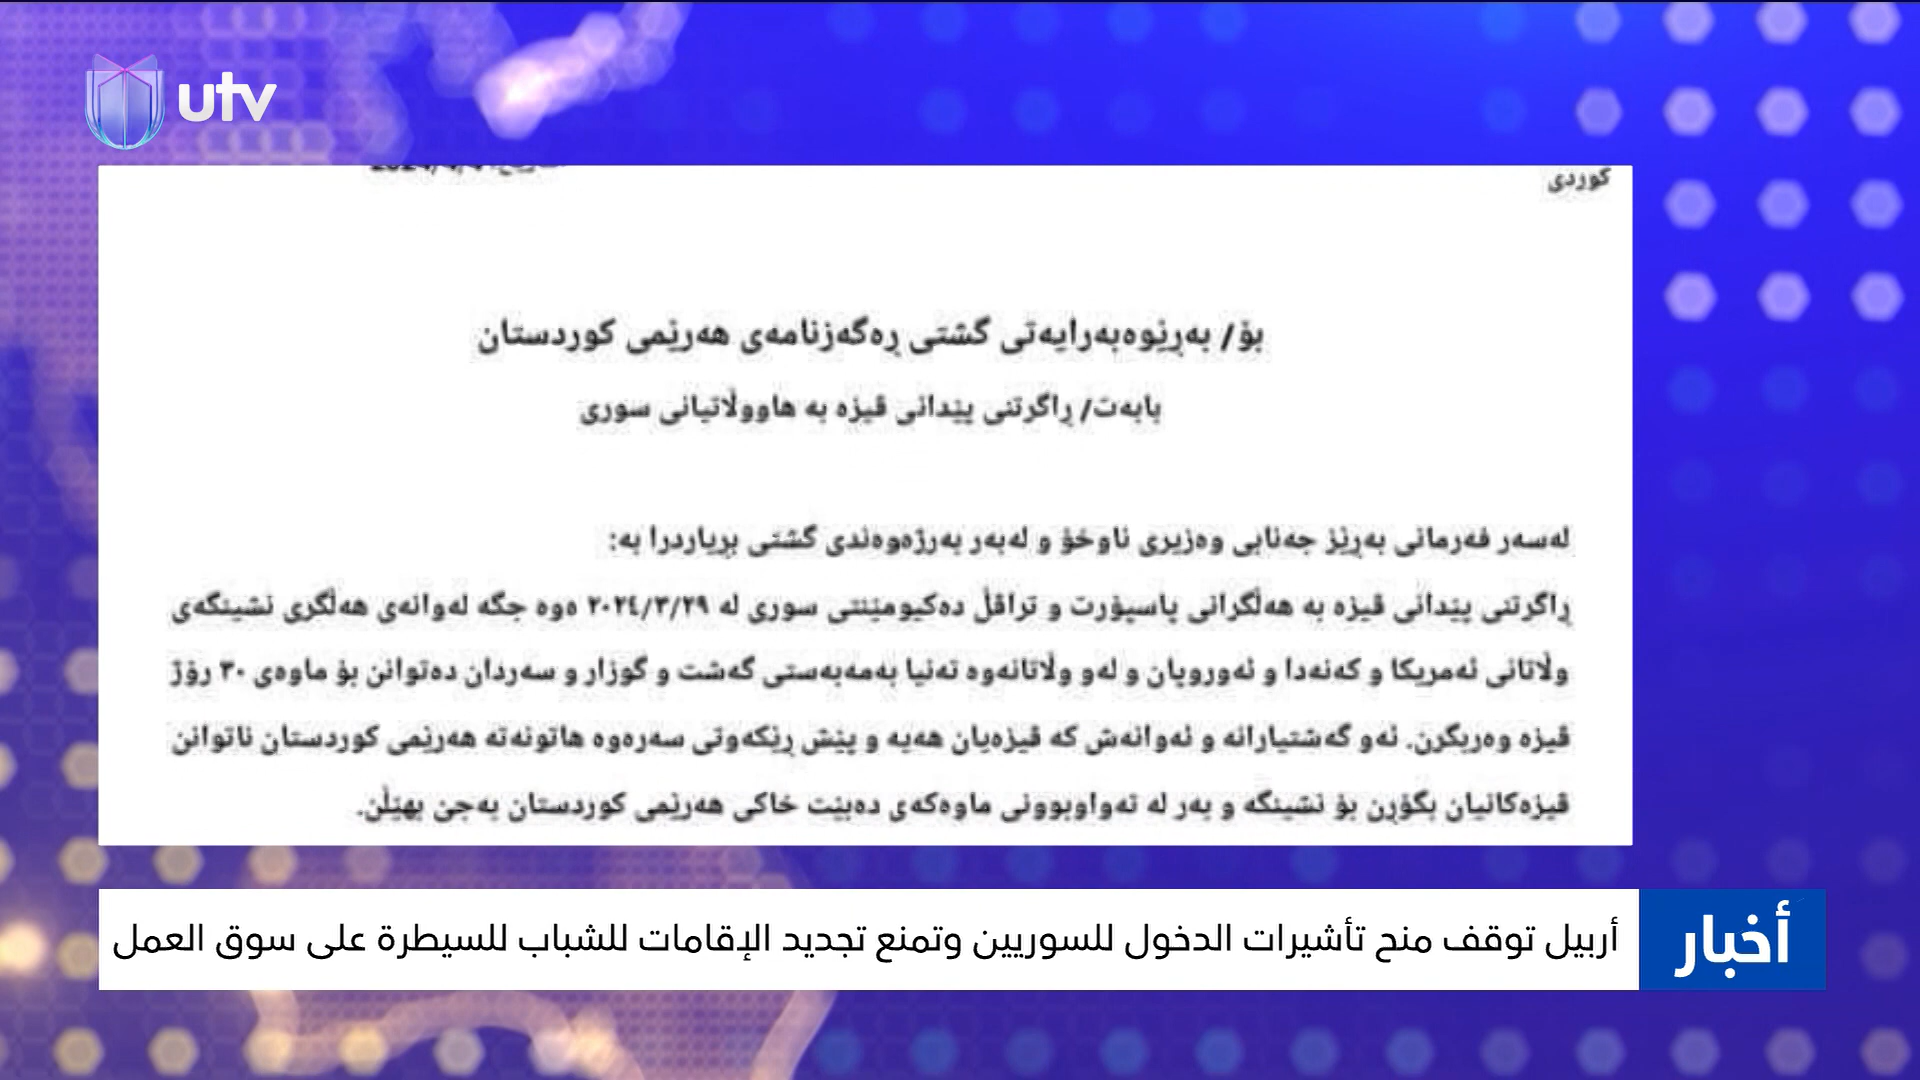 utv
كوردی
بۆ/ بەڕێوەبەرایەتی گشتی ڕەگەزنامەی هەرێمی کوردستان
بابەت/ ڕاگرتنی پێدانی ڤیزە بە هاووڵاتیانی سوری
لەسەر فەرمانی بەڕێز جەنابی وەزیری ناوخۆ و لەبەر بەرژەوەندی گشتی بڕیاردرا بە:
ڕاگرتنی پێدانی ڤیزە بە هەڵگرانی پاسپۆرت و تراڤڵ دەکیومێنتی سوری لە ٢٠٢٤/٣/٢٩ ەوە جگە لەوانەی هەڵگری نشینگەی
وڵاتانی ئەمریکا و کەنەدا و ئەوروپان و لەو وڵاتانەوە تەنیا بەمەبەستی گەشت و گوزار و سەردان دەتوانن بۆ ماوەی ٣٠ رۆژ
ڤیزە وەربگرن. ئەو گەشتیارانە و ئەوانەش کە ڤیزەیان هەیە و پێش ڕێکەوتی سەرەوە هاتونەتە هەرێمی کوردستان ناتوانن
ڤیزەکانیان بگۆڕن بۆ نشینگە و بەر لە تەواوبوونی ماوەکەی دەبێت خاکی هەرێمی کوردستان بەجێ بهێڵن.
أخبار
أربيل توقف منح تأشيرات الدخول للسوريين وتمنع تجديد الإقامات للشباب للسيطرة على سوق العمل